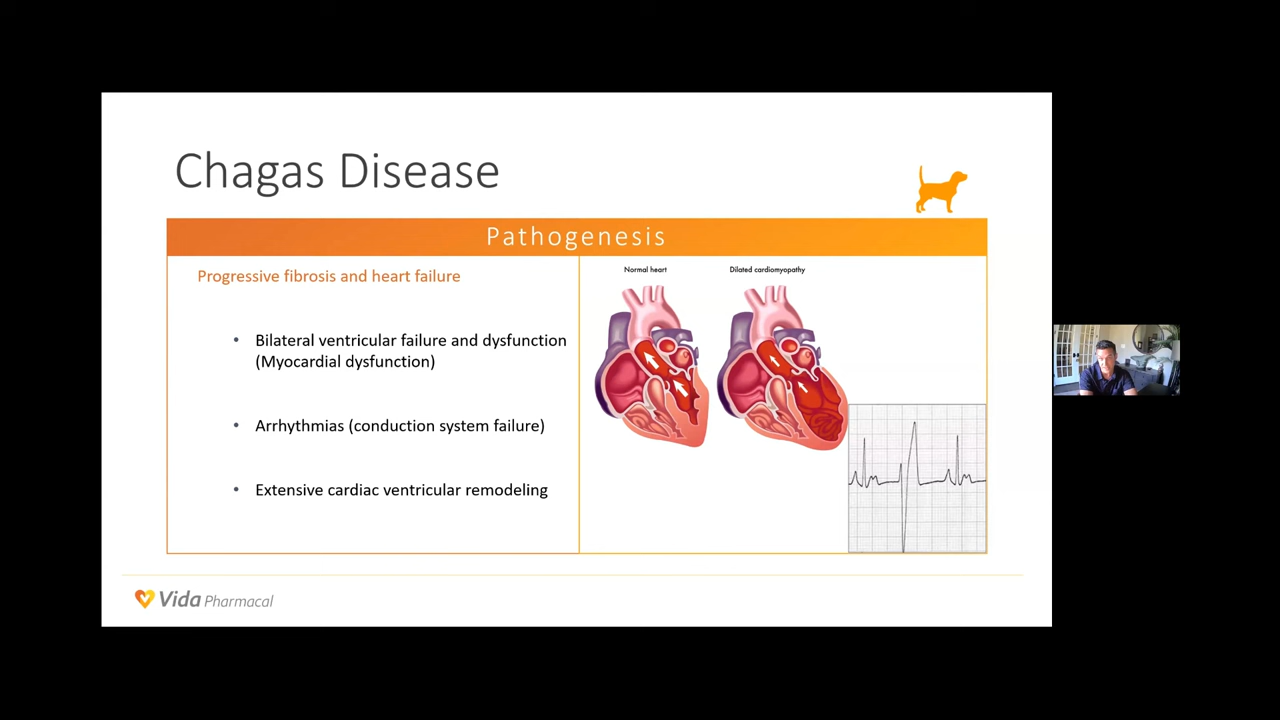 Chagas Disease
Pathogenesis
Progressive fibrosis and heart failure
• Bilateral ventricular failure and dysfunction
(Myocardial dysfunction)
• Arrhythmias (conduction system failure)
• Extensive cardiac ventricular remodeling
Normal heart
Dilated cardiomyopathy
Vida Pharmacal